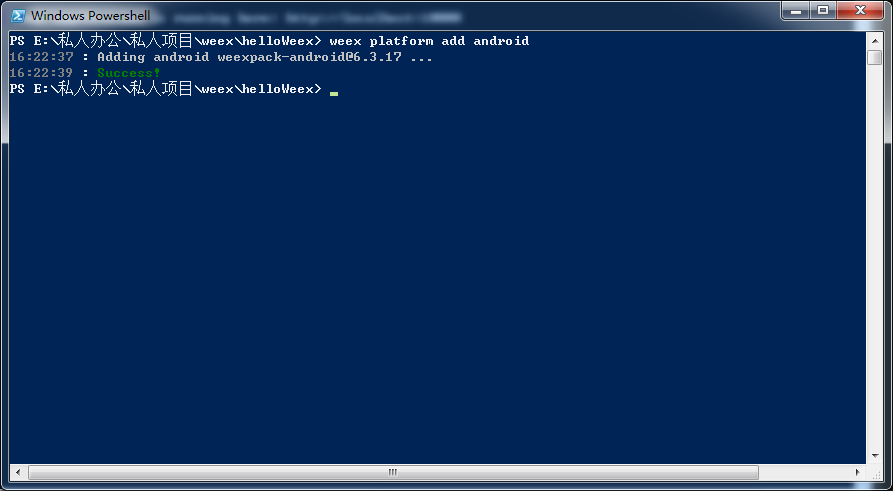 Windows Powershell
PS E:\私人办公\私人项目\weex\helloWeex> weex platform add android
16:22:37 : Adding android weexpack-android@6.3.17 ...
16:22:39 : Success!
PS E:\私人办公\私人项目\weex\helloWeex>